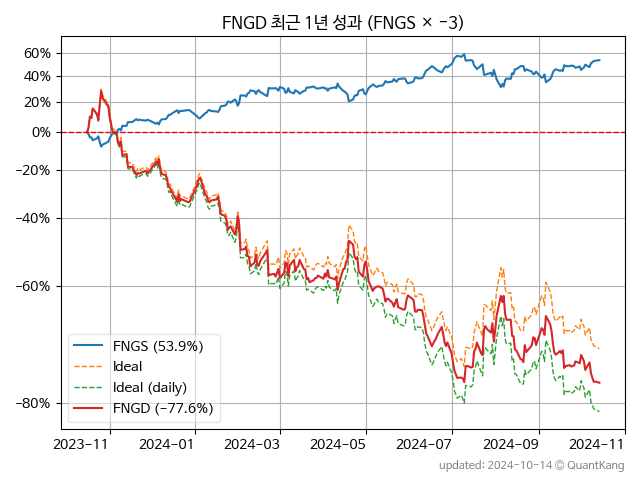 FNGD 최근 1년 성과 (FNGS × −3)
60%
40%
20%
0%
−20%
−40%
−60%
−80%
FNGS (53.9%)
Ideal
Ideal (daily)
FNGD (−77.6%)
2023−11 2024−01 2024−03 2024−05 2024−07 2024−09 2024−11
updated: 2024-10-14 © QuantKang